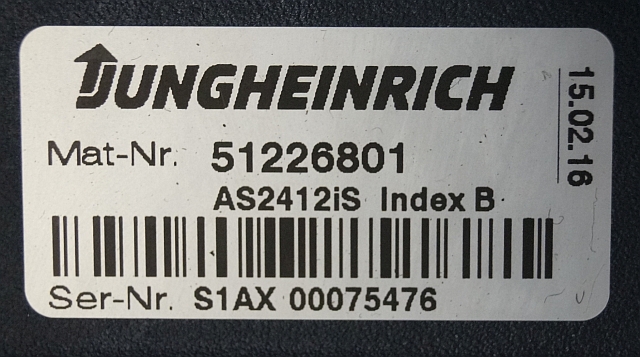 JUNGHEINRICH
Mat-Nr. 51226801
AS2412iS Index B
Ser-Nr. S1AX 00075476
15.02.16